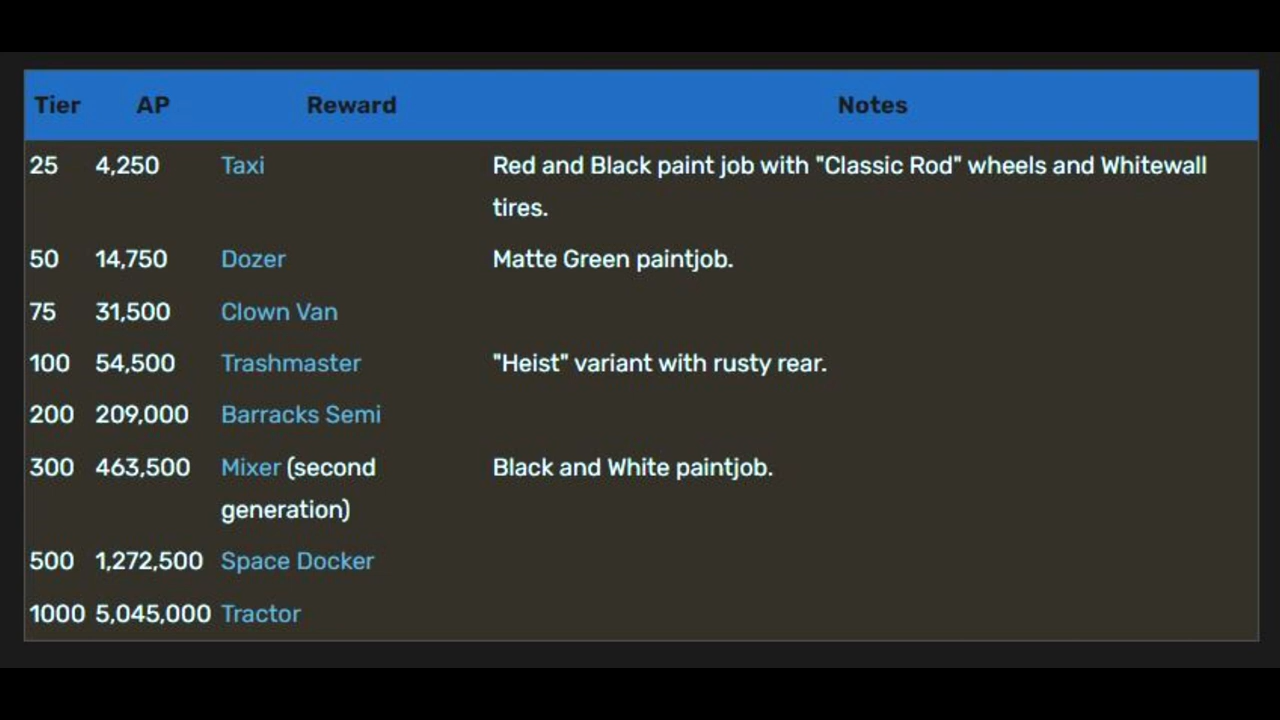 Tier AP Reward Notes
25 4,250 Taxi Red and Black paint job with "Classic Rod" wheels and Whitewall
tires.
50 14,750 Dozer Matte Green paintjob.
75 31,500 Clown Van
100 54,500 Trashmaster "Heist" variant with rusty rear.
200 209,000 Barracks Semi
300 463,500 Mixer (second Black and White paintjob.
generation)
500 1,272,500 Space Docker
1000 5,045,000 Tractor